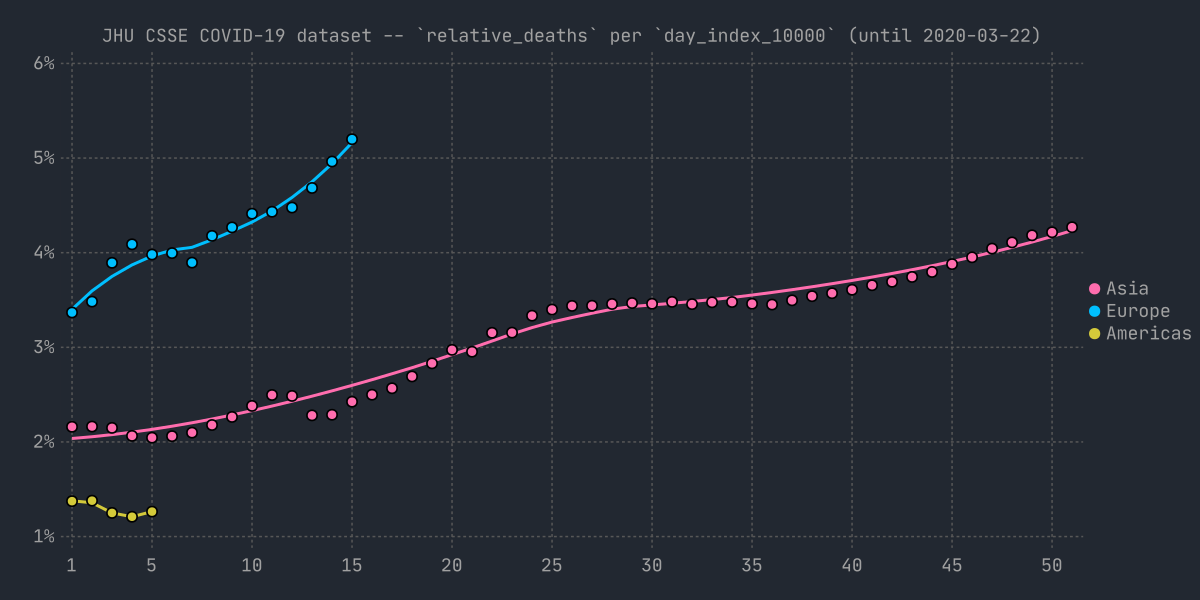 JHU CSSE COVID-19 dataset -- `relative_deaths` per `day_index_10000` (until 2020-03-22)
6%
5%
4%
3%
2%
1%
1 5 10 15 20 25 30 35 40 45 50
Asia
Europe
Americas